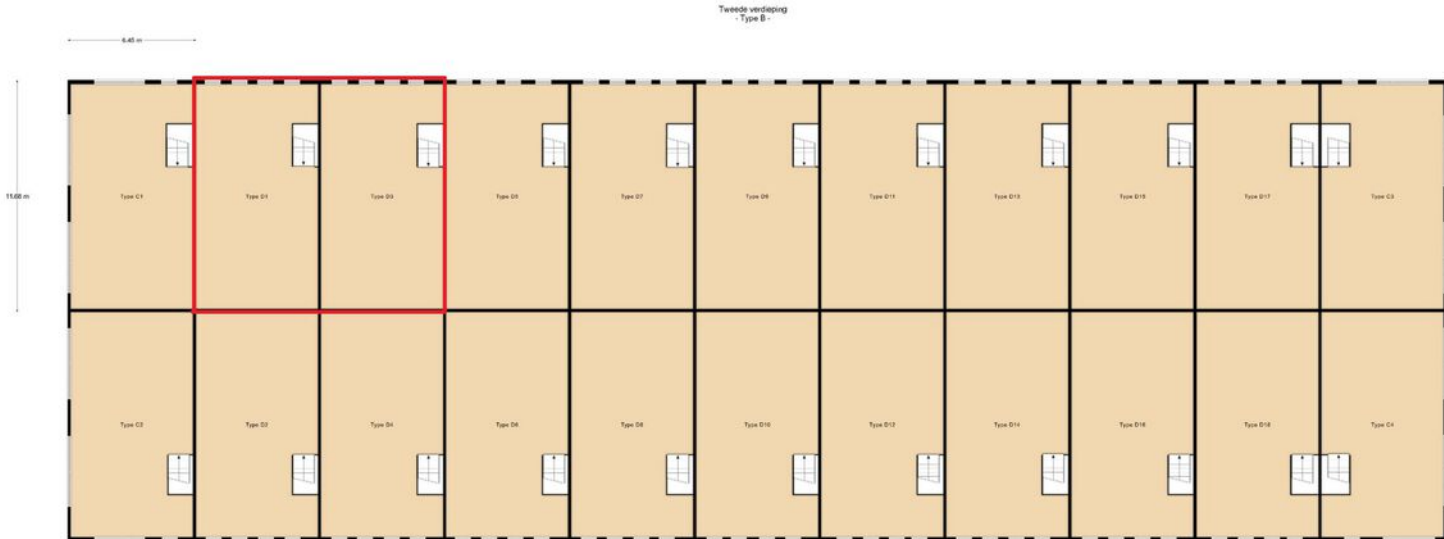 Tweede verdieping
- Type B -
6.45 m
11.66 m
Type C1
Type D1
Type D3
Type D5
Type D7
Type D9
Type D11
Type D13
Type D15
Type D17
Type C3
Type C2
Type D2
Type D4
Type D6
Type D8
Type D10
Type D12
Type D14
Type D16
Type D18
Type C4